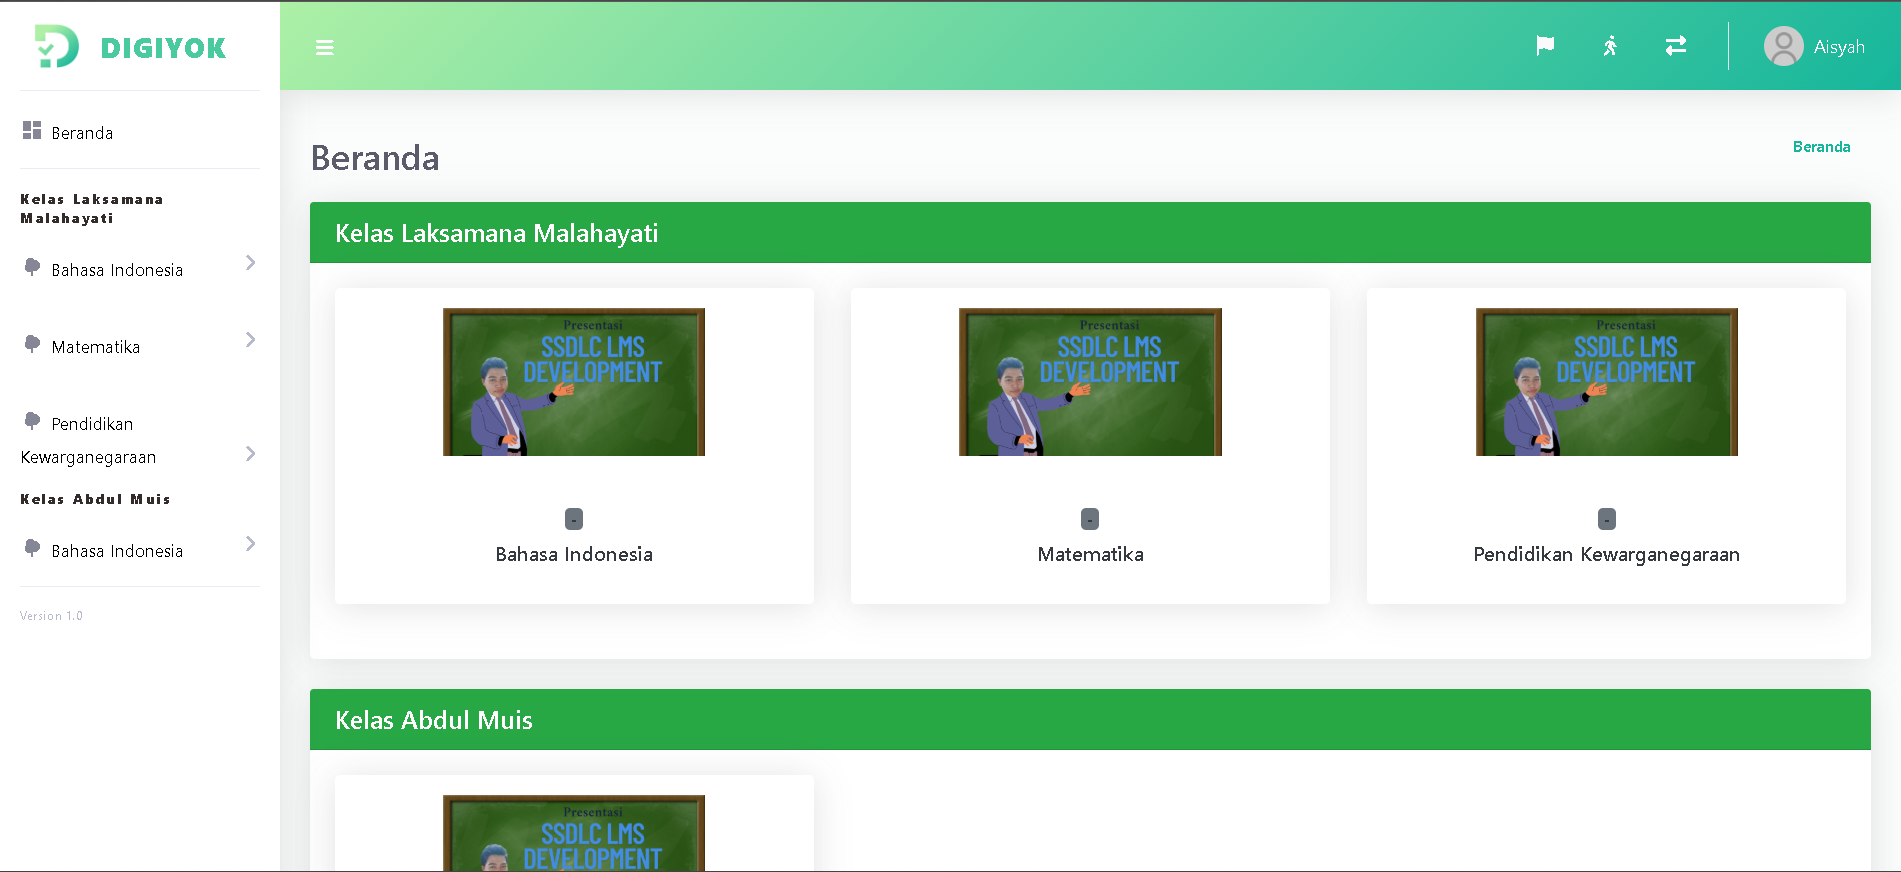 DIGIYOK
Aisyah
Beranda
Kelas Laksamana
Malahayati
Bahasa Indonesia
Matematika
Pendidikan
Kewarganegaraan
Kelas Abdul Muis
Bahasa Indonesia
Version 1.0
Beranda
Beranda
Kelas Laksamana Malahayati
Presentasi
SSDLC LMS
DEVELOPMENT
-
Bahasa Indonesia
Presentasi
SSDLC LMS
DEVELOPMENT
-
Matematika
Presentasi
SSDLC LMS
DEVELOPMENT
-
Pendidikan Kewarganegaraan
Kelas Abdul Muis
Presentasi
SSDLC LMS
DEVELOPMENT